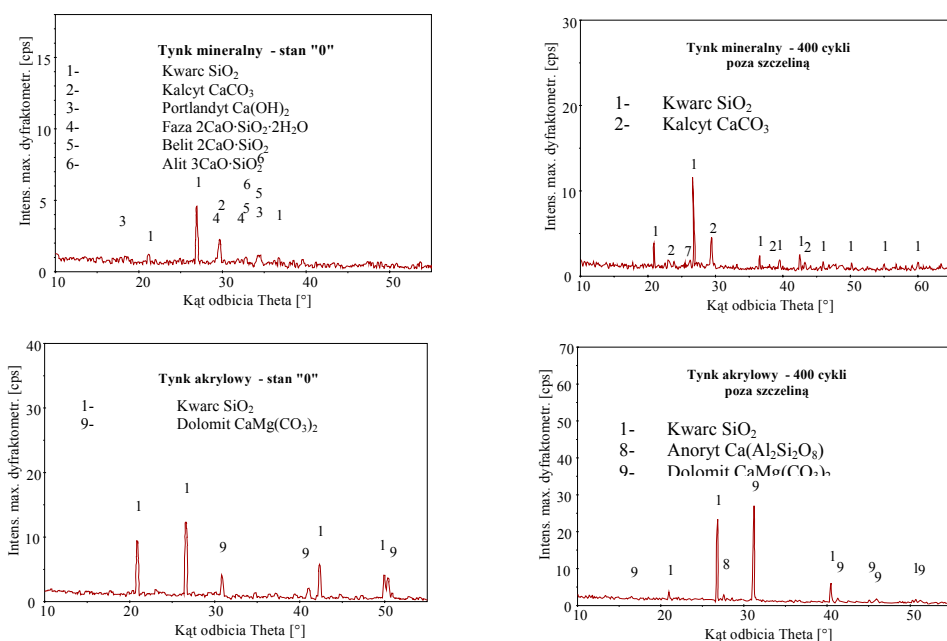 Tynk mineralny - stan "0"
1- Kwarc SiO₂
2- Kalcyt CaCO₃
3- Portlandyt Ca(OH)₂
4- Faza 2CaO·SiO₂·2H₂O
5- Belit 2CaO·SiO₂
6- Alit 3CaO·SiO₂
Intens. max. dyfraktometr. [cps]
15
10
5
0
3 1 1 4 2 4 5 6 6 5 3 1
10 20 30 40 50
Kąt odbicia Theta [°]
Tynk mineralny - 400 cykli
poza szczeliną
1- Kwarc SiO₂
2- Kalcyt CaCO₃
Intens. max. dyfraktometr. [cps]
30
20
10
0
1 2 7 1 2 1 2 1 1 2 1 1 1 1
10 20 30 40 50 60
Kąt odbicia Theta [°]
Tynk akrylowy - stan "0"
1- Kwarc SiO₂
9- Dolomit CaMg(CO₃)₂
Intens. max. dyfraktometr. [cps]
40
30
20
10
0
1 1 9 9 1 1 9
10 20 30 40 50
Kąt odbicia Theta [°]
Tynk akrylowy - 400 cykli
poza szczeliną
1- Kwarc SiO₂
8- Anoryt Ca(Al₂Si₂O₈)
9- Dolomit CaMg(CO₃)₂
Intens. max. dyfraktometr. [cps]
70
60
50
40
30
20
10
0
9 1 1 8 9 1 9 9 9 1 9
10 20 30 40 50
Kąt odbicia Theta [°]